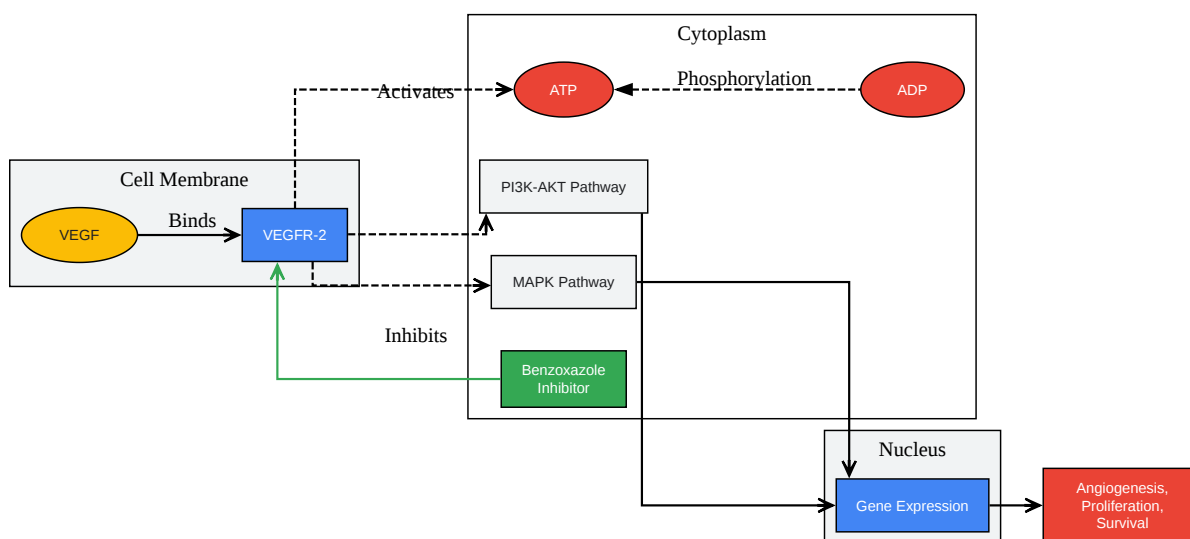 Cytoplasm
Activates
ATP
Phosphorylation
ADP
Cell Membrane
VEGF
Binds
VEGFR-2
PI3K-AKT Pathway
MAPK Pathway
Inhibits
Benzoxazole
Inhibitor
Nucleus
Gene Expression
Angiogenesis,
Proliferation,
Survival